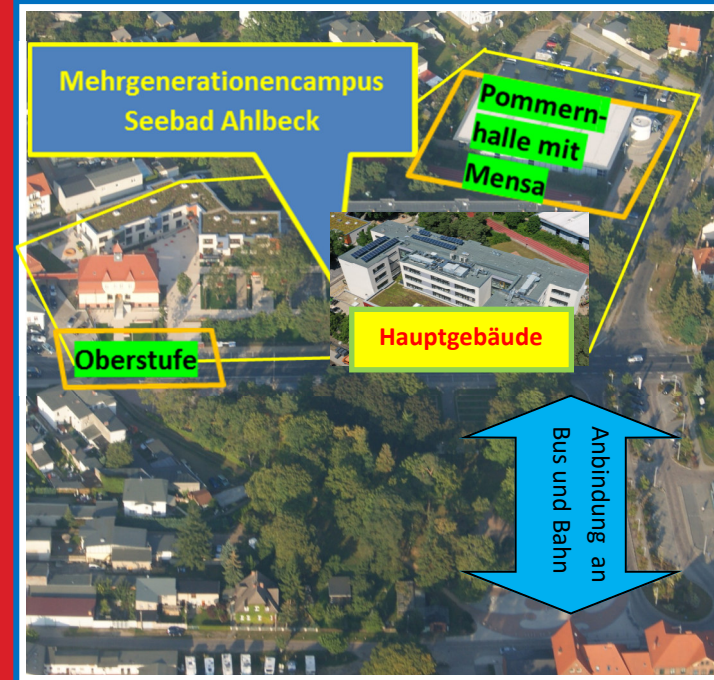 Mehrgenerationencampus
Seebad Ahlbeck
Pommern-
halle mit
Mensa
Hauptgebäude
Oberstufe
Anbindung an
Bus und Bahn